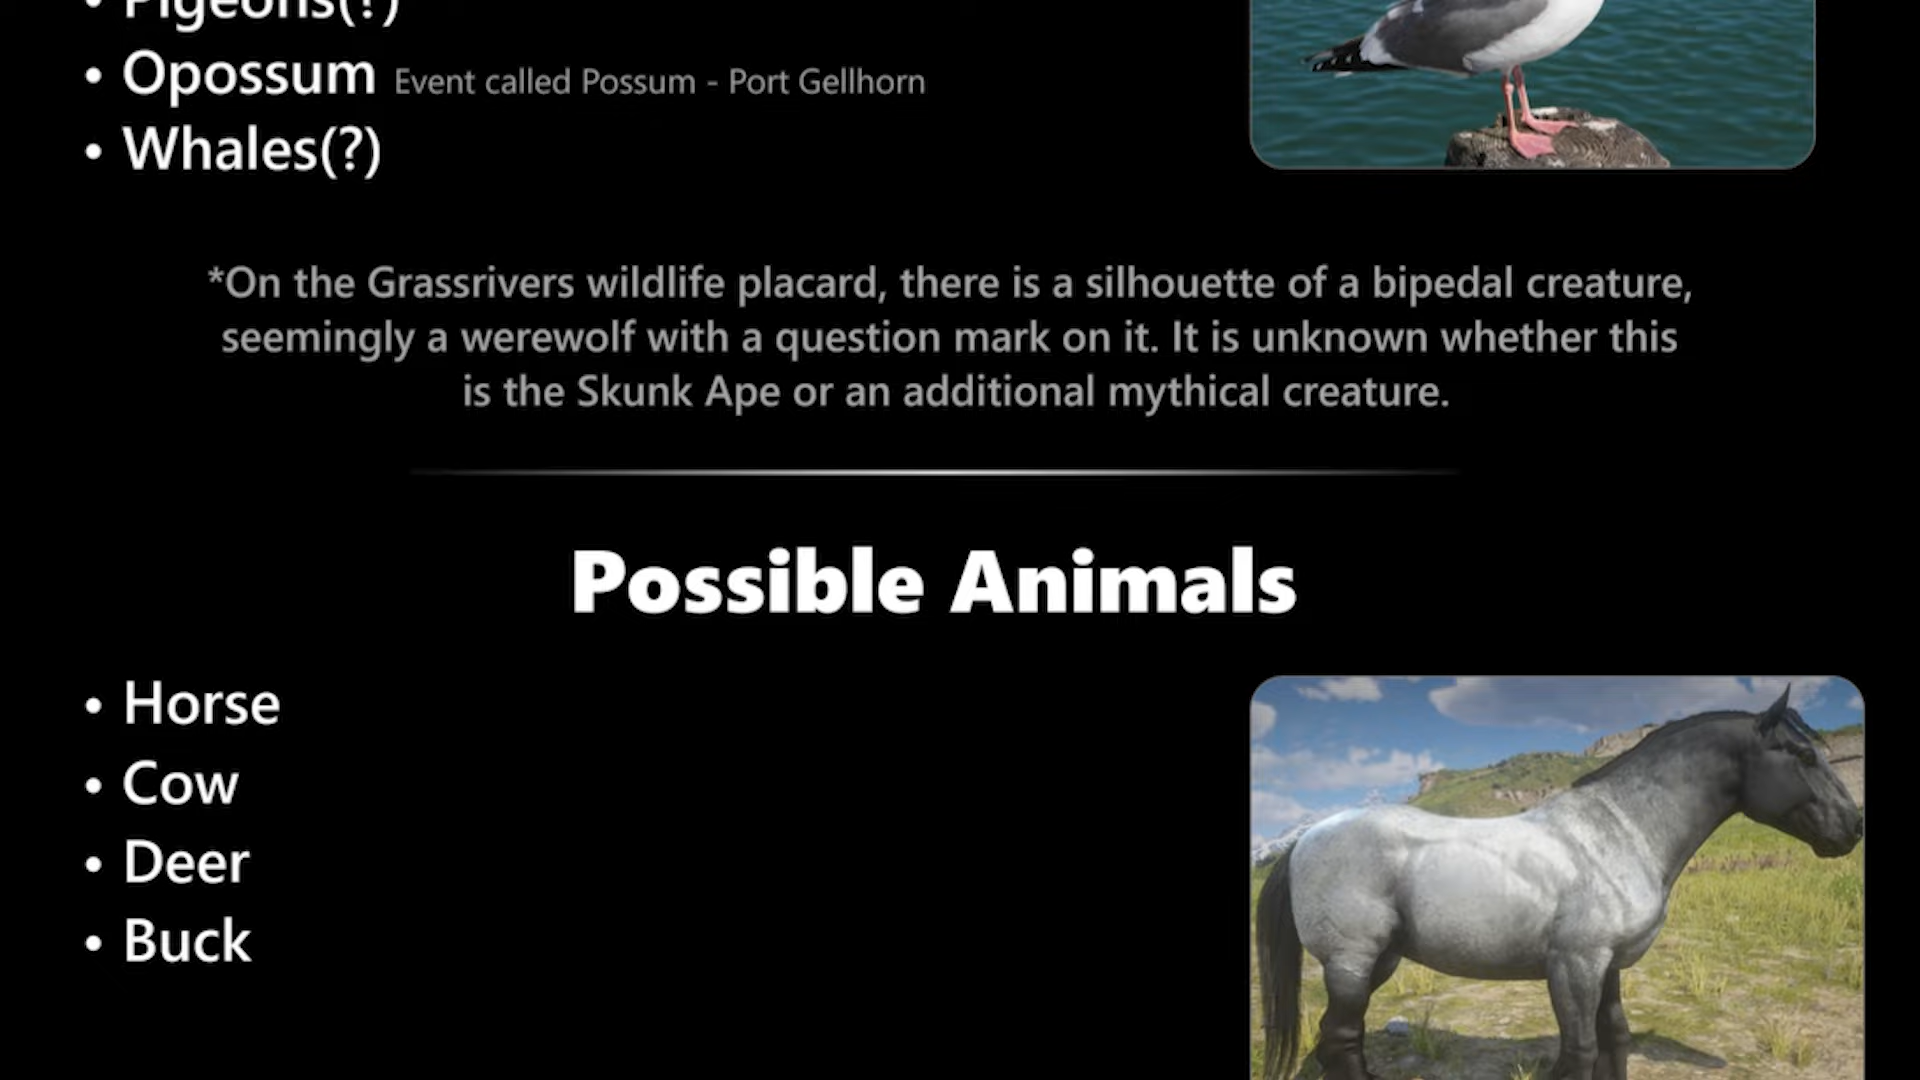 • Pigeons(?)
• Opossum Event called Possum - Port Gellhorn
• Whales(?)
*On the Grassrivers wildlife placard, there is a silhouette of a bipedal creature,
seemingly a werewolf with a question mark on it. It is unknown whether this
is the Skunk Ape or an additional mythical creature.
Possible Animals
• Horse
• Cow
• Deer
• Buck